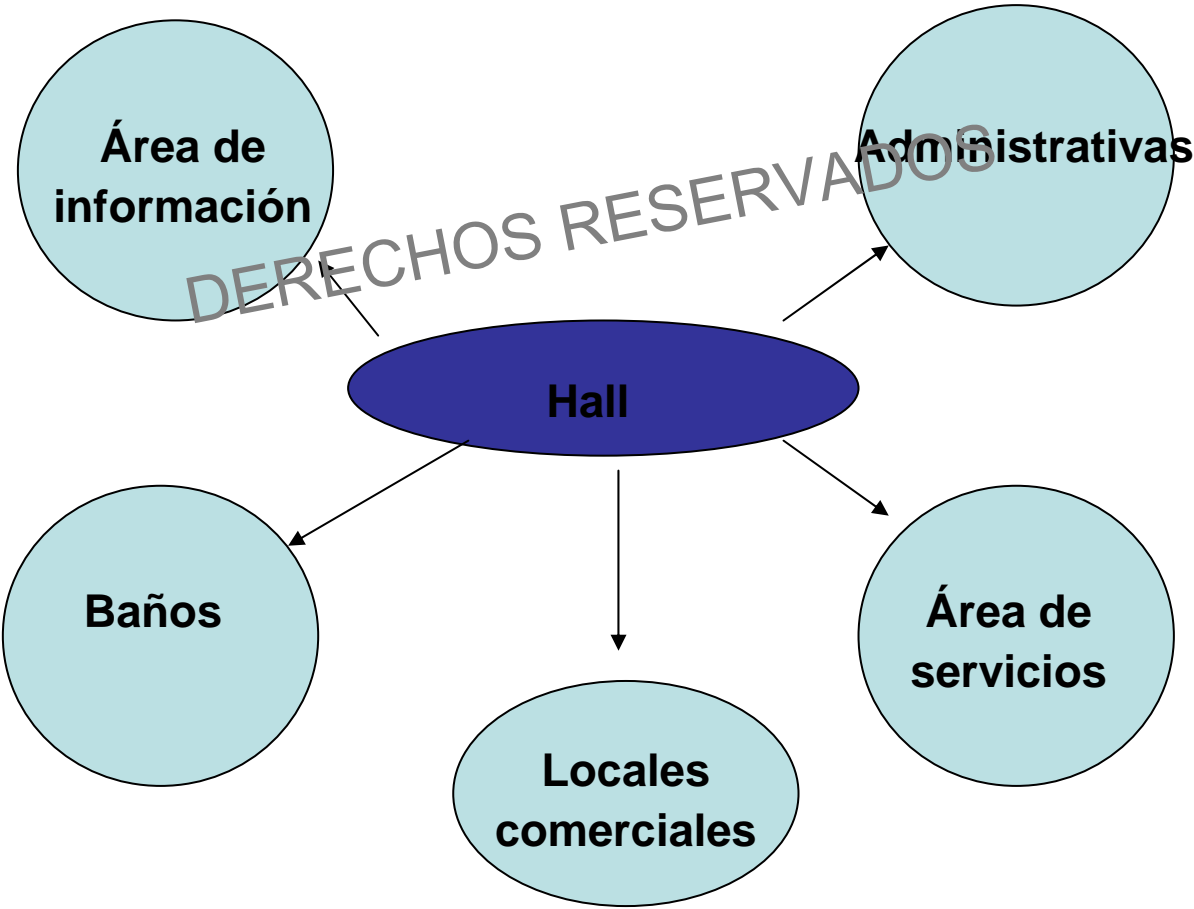 Área de
información
Administrativas
DERECHOS RESERVADOS
Hall
Baños
Área de
servicios
Locales
comerciales